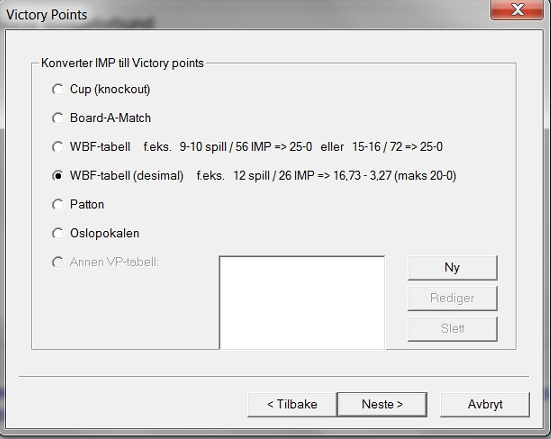 Victory Points
Konverter IMP till Victory points
Cup (knockout)
Board-A-Match
WBF-tabell f.eks. 9-10 spill / 56 IMP => 25-0 eller 15-16 / 72 => 25-0
WBF-tabell (desimal) f.eks. 12 spill / 26 IMP => 16,73 - 3,27 (maks 20-0)
Patton
Oslopokalen
Annen VP-tabell:
Ny
Rediger
Slett
< Tilbake Neste > Avbryt